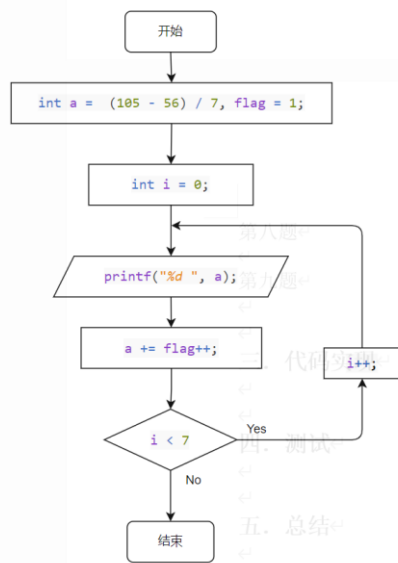 开始
int a =  (105 - 56) / 7, flag = 1;
int i = 0;
第八题
第九题
printf("%d ", a);
a += flag++;
三．代码实现
i++;
i < 7
Yes
四．测试
No
五．总结
结束